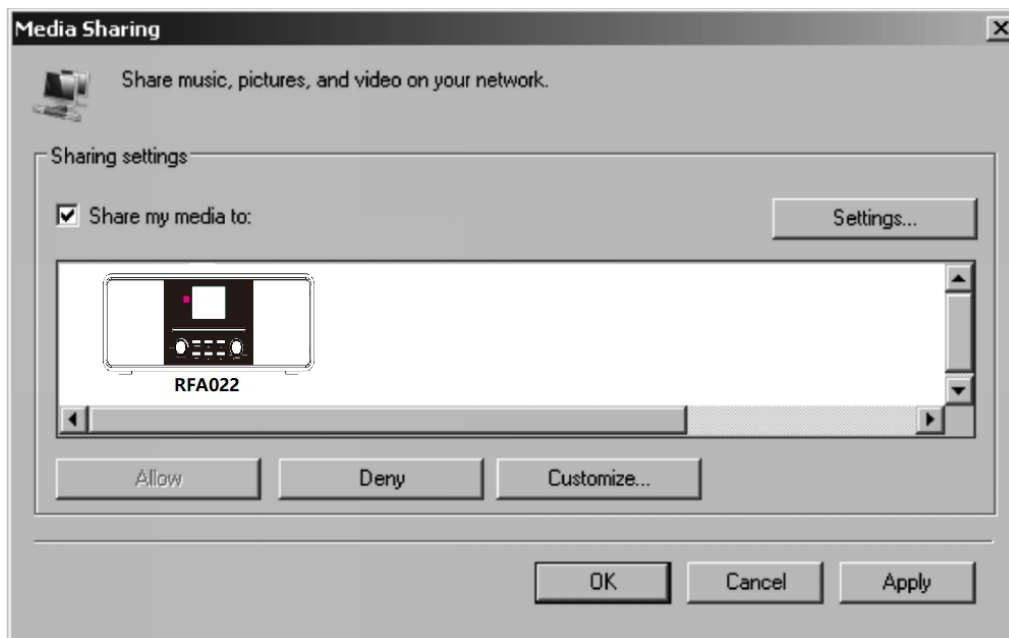 Media Sharing
Share music, pictures, and video on your network.
Sharing settings
Share my media to:
Settings...
RFA022
Allow
Deny
Customize...
OK
Cancel
Apply